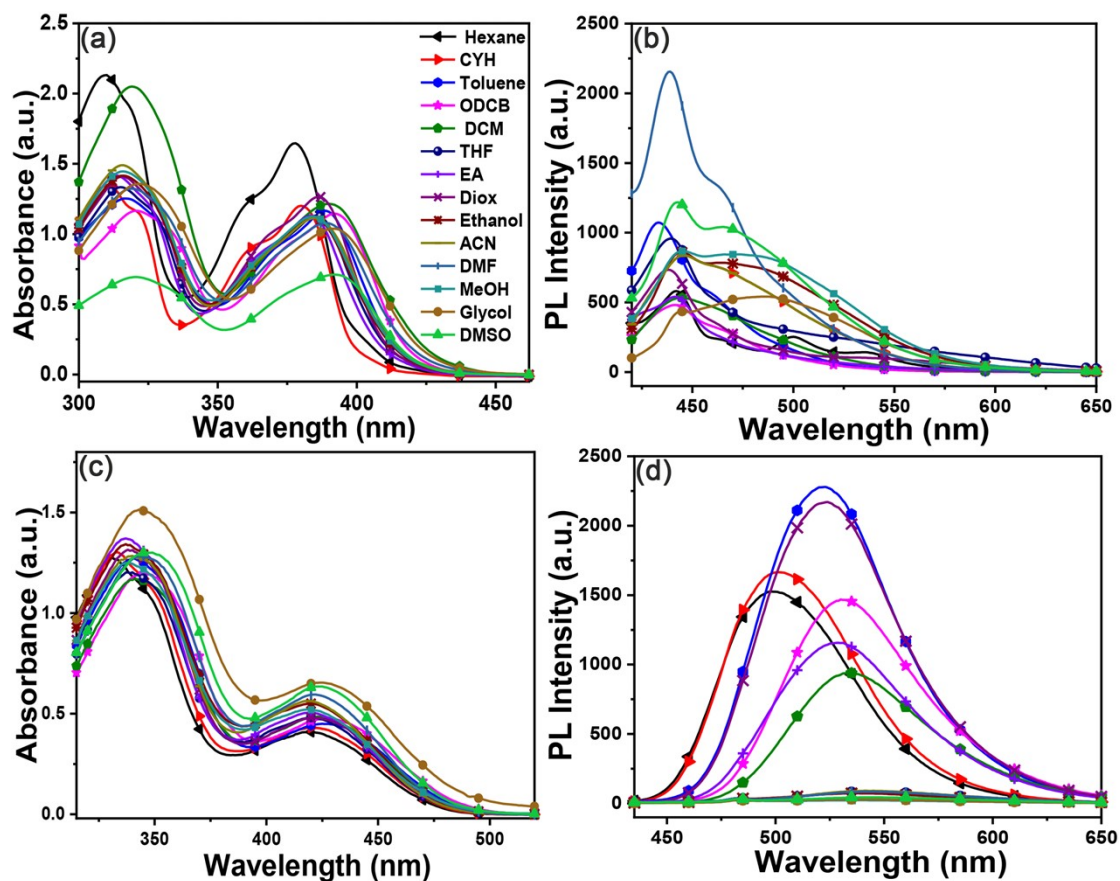 (a)
Absorbance (a.u.)
2.5
2.0
1.5
1.0
0.5
0.0
300
350
400
450
Wavelength (nm)
Hexane
CYH
Toluene
ODCB
DCM
THF
EA
Diox
Ethanol
ACN
DMF
MeOH
Glycol
DMSO
(b)
PL Intensity (a.u.)
2500
2000
1500
1000
500
0
450
500
550
600
650
Wavelength (nm)
(c)
Absorbance (a.u.)
1.5
1.0
0.5
0.0
350
400
450
500
Wavelength (nm)
(d)
PL Intensity (a.u.)
2500
2000
1500
1000
500
0
450
500
550
600
650
Wavelength (nm)